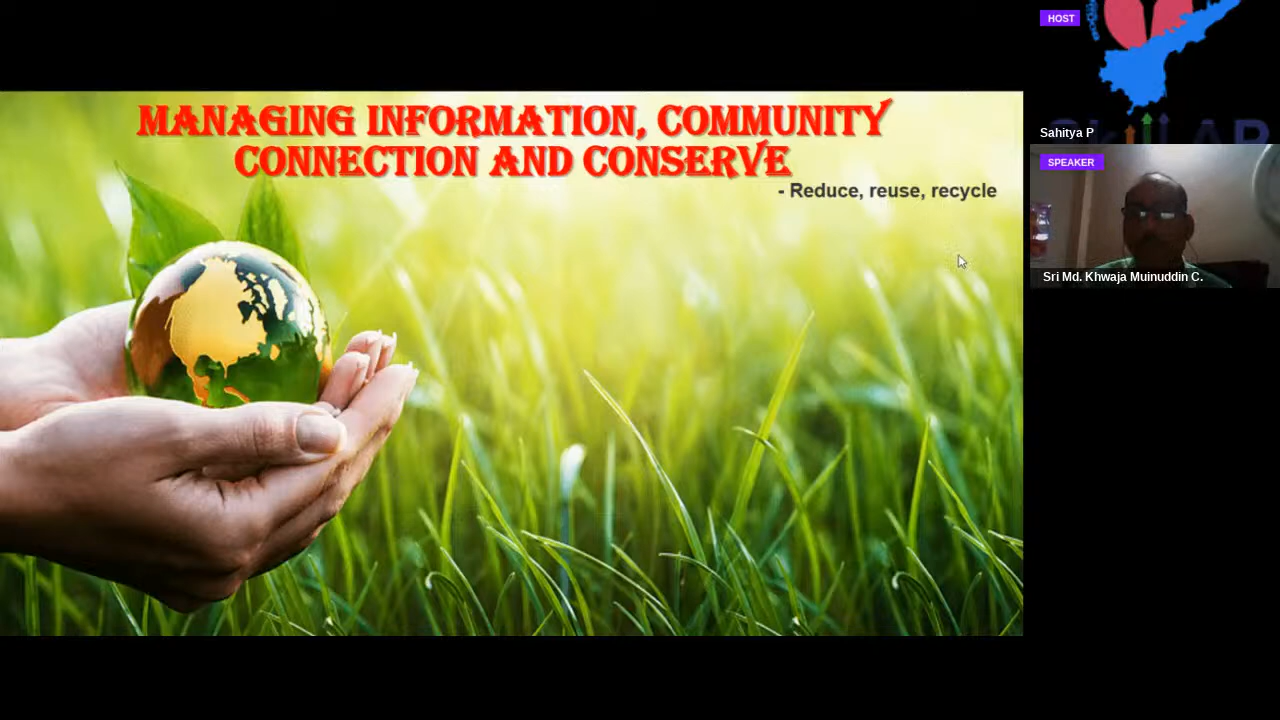 MANAGING INFORMATION, COMMUNITY
CONNECTION AND CONSERVE
- Reduce, reuse, recycle
HOST
Sahitya P
SPEAKER
Sri Md. Khwaja Muinuddin C.